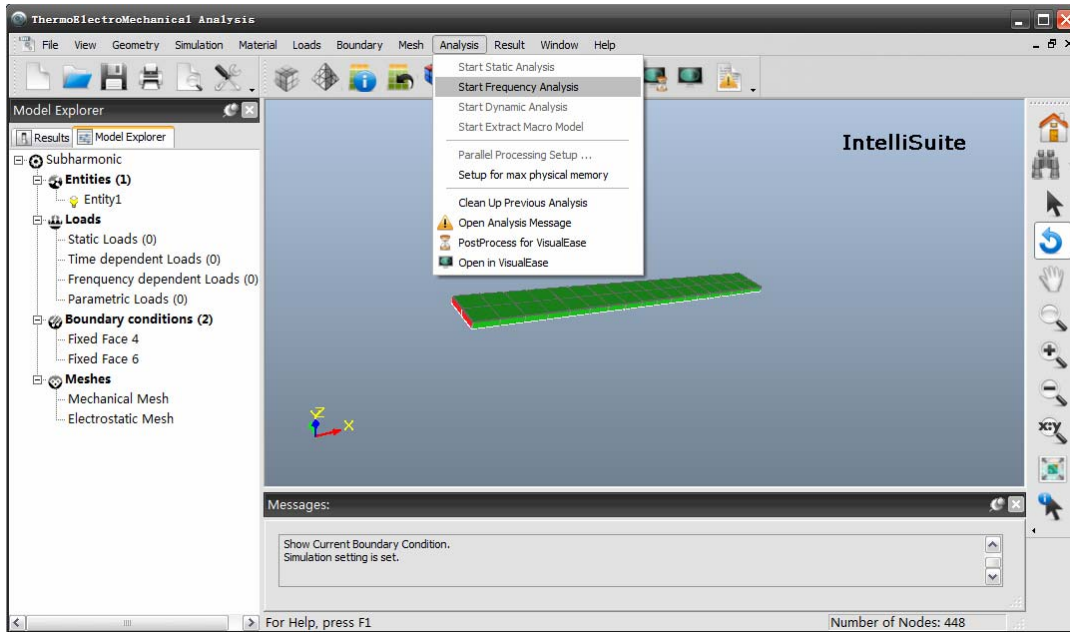 ThermoElectroMechanical Analysis
File View Geometry Simulation Material Loads Boundary Mesh Analysis Result Window Help
Start Static Analysis
Start Frequency Analysis
Start Dynamic Analysis
Start Extract Macro Model
Parallel Processing Setup ...
Setup for max physical memory
Clean Up Previous Analysis
Open Analysis Message
PostProcess for VisualEase
Open in VisualEase
Model Explorer
Results Model Explorer
Subharmonic
Entities (1)
Entity1
Loads
Static Loads (0)
Time dependent Loads (0)
Frenquency dependent Loads (0)
Parametric Loads (0)
Boundary conditions (2)
Fixed Face 4
Fixed Face 6
Meshes
Mechanical Mesh
Electrostatic Mesh
IntelliSuite
Z
X
x:y
Messages:
Show Current Boundary Condition.
Simulation setting is set.
For Help, press F1
Number of Nodes: 448